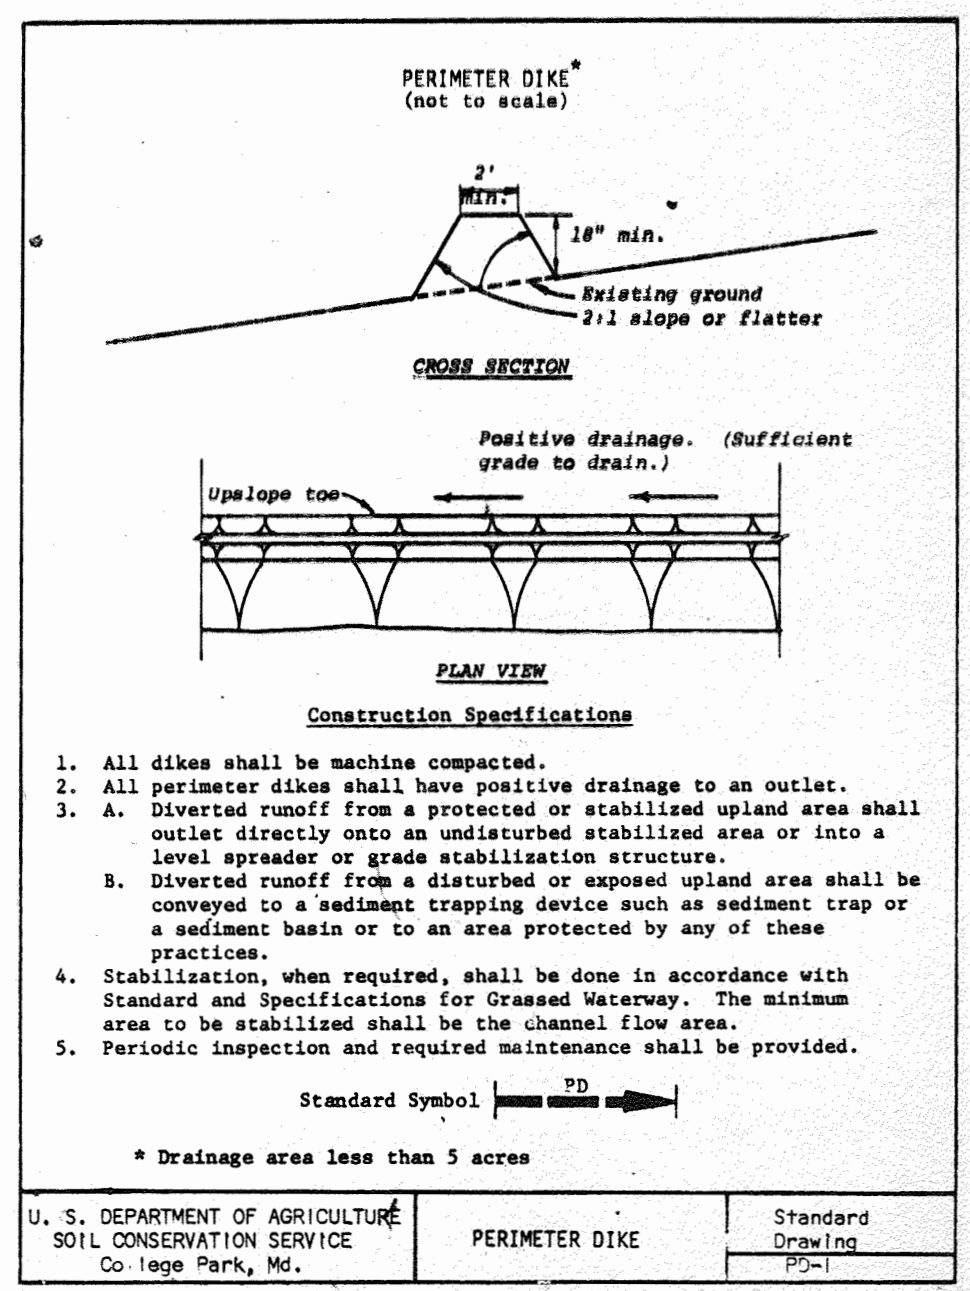 PERIMETER DIKE*
(not to scale)
2'
min.
18" min.
Existing ground
2:1 slope or flatter
CROSS SECTION
Positive drainage. (Sufficient
grade to drain.)
Upslope toe
PLAN VIEW
Construction Specifications
1. All dikes shall be machine compacted.
2. All perimeter dikes shall have positive drainage to an outlet.
3. A. Diverted runoff from a protected or stabilized upland area shall
outlet directly onto an undisturbed stabilized area or into a
level spreader or grade stabilization structure.
B. Diverted runoff from a disturbed or exposed upland area shall be
conveyed to a sediment trapping device such as sediment trap or
a sediment basin or to an area protected by any of these
practices.
4. Stabilization, when required, shall be done in accordance with
Standard and Specifications for Grassed Waterway. The minimum
area to be stabilized shall be the channel flow area.
5. Periodic inspection and required maintenance shall be provided.
Standard Symbol PD
* Drainage area less than 5 acres
U. S. DEPARTMENT OF AGRICULTURE
SOIL CONSERVATION SERVICE
College Park, Md.
PERIMETER DIKE
Standard
Drawing
PD-1